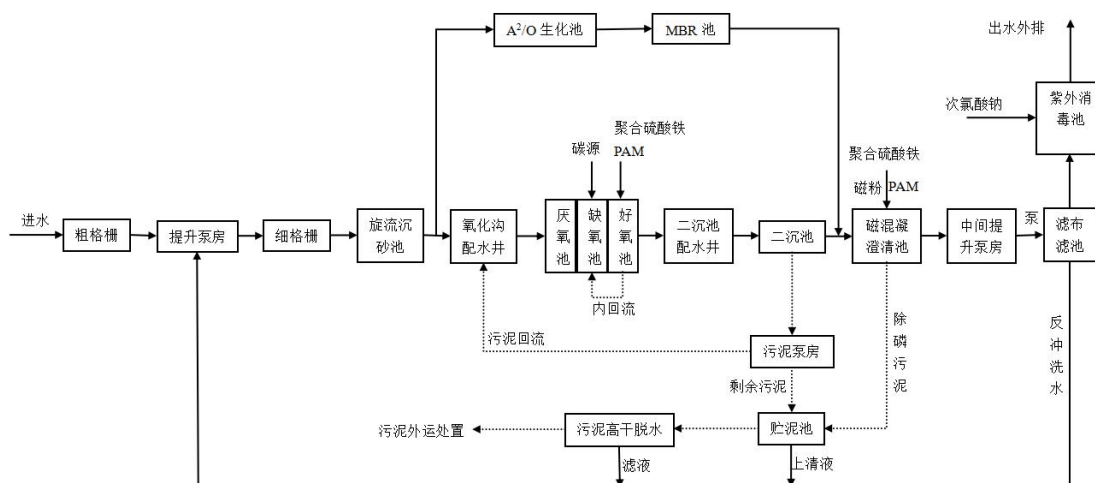 A²/O 生化池
MBR 池
出水外排
次氯酸钠
紫外消
毒池
聚合硫酸铁
碳源
PAM
聚合硫酸铁
磁粉
PAM
进水
粗格栅
提升泵房
细格栅
旋流沉
砂池
氧化沟
配水井
厌氧池
缺氧池
好氧池
二沉池
配水井
二沉池
磁混凝
澄清池
中间提
升泵房
泵
滤布
滤池
内回流
污泥回流
污泥泵房
除磷污泥
反冲洗水
剩余污泥
污泥外运处置
污泥高干脱水
贮泥池
滤液
上清液